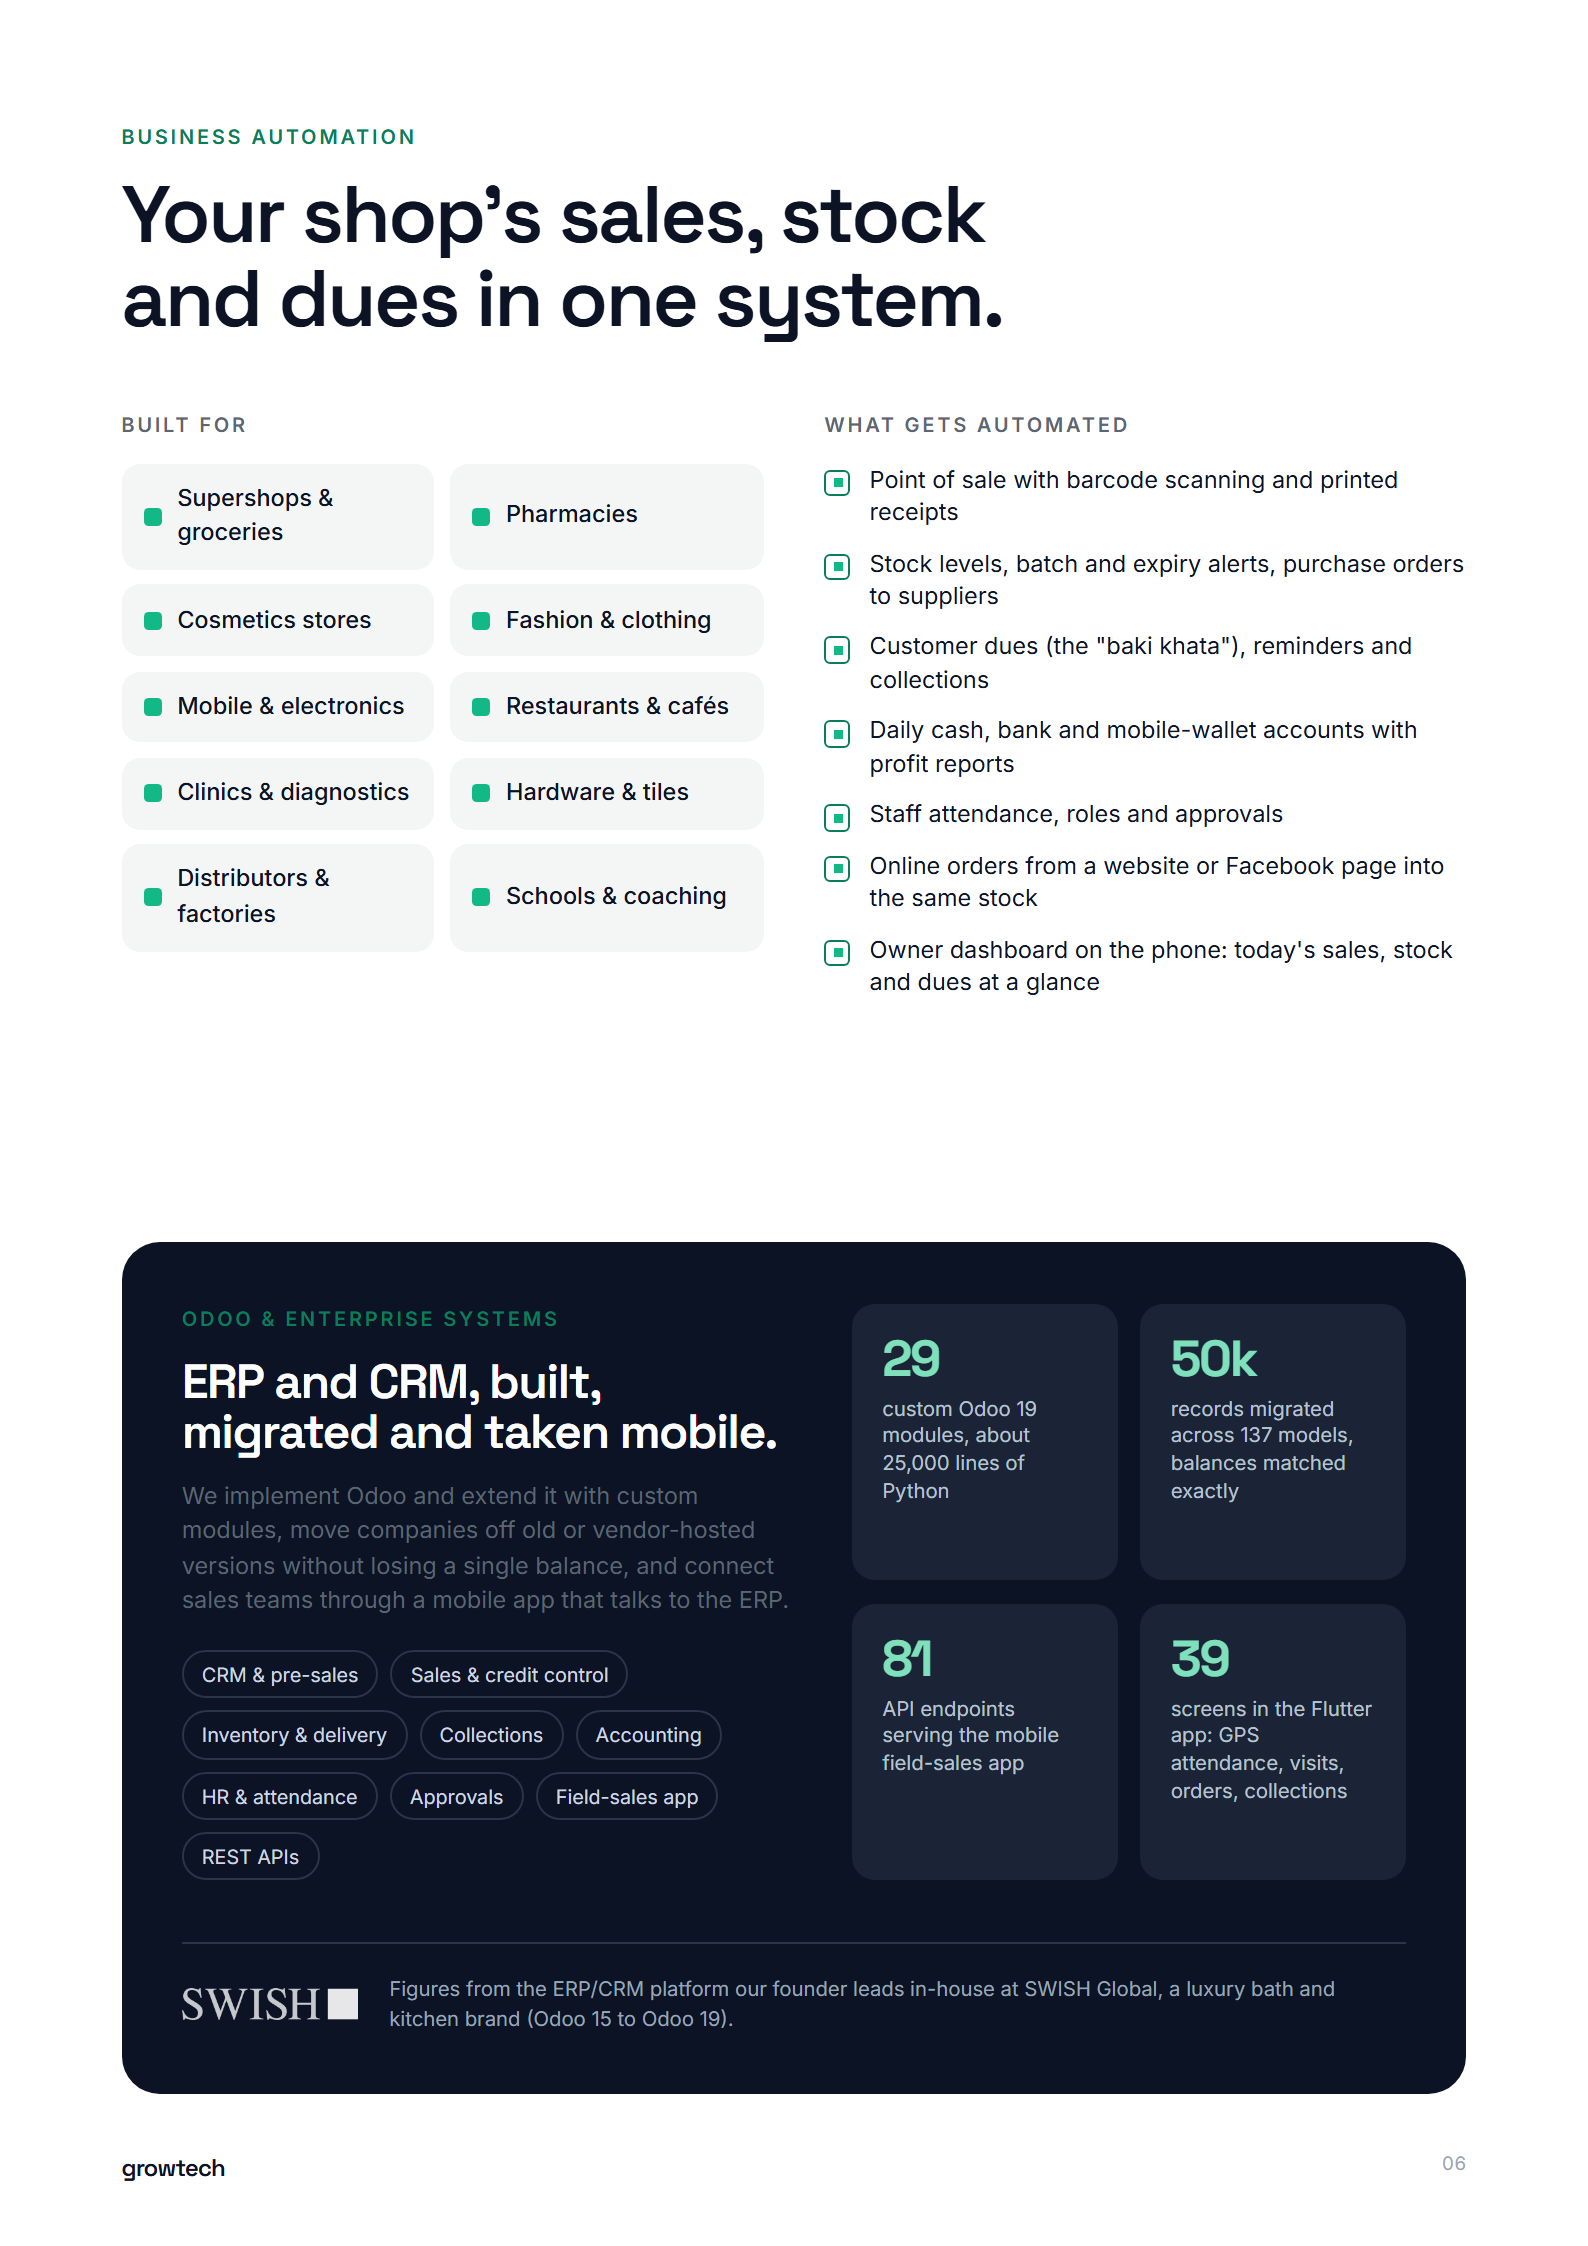 BUSINESS AUTOMATION
Your shop’s sales, stock
and dues in one system.
BUILT FOR
Supershops &
groceries
Pharmacies
Cosmetics stores
Fashion & clothing
Mobile & electronics
Restaurants & cafés
Clinics & diagnostics
Hardware & tiles
Distributors &
factories
Schools & coaching
WHAT GETS AUTOMATED
Point of sale with barcode scanning and printed
receipts
Stock levels, batch and expiry alerts, purchase orders
to suppliers
Customer dues (the "baki khata"), reminders and
collections
Daily cash, bank and mobile-wallet accounts with
profit reports
Staff attendance, roles and approvals
Online orders from a website or Facebook page into
the same stock
Owner dashboard on the phone: today's sales, stock
and dues at a glance
ODOO & ENTERPRISE SYSTEMS
ERP and CRM, built,
migrated and taken mobile.
We implement Odoo and extend it with custom
modules, move companies off old or vendor-hosted
versions without losing a single balance, and connect
sales teams through a mobile app that talks to the ERP.
CRM & pre-sales
Sales & credit control
Inventory & delivery
Collections
Accounting
HR & attendance
Approvals
Field-sales app
REST APIs
29
custom Odoo 19
modules, about
25,000 lines of
Python
50k
records migrated
across 137 models,
balances matched
exactly
81
API endpoints
serving the mobile
field-sales app
39
screens in the Flutter
app: GPS
attendance, visits,
orders, collections
SWISH
Figures from the ERP/CRM platform our founder leads in-house at SWISH Global, a luxury bath and
kitchen brand (Odoo 15 to Odoo 19).
growtech
06